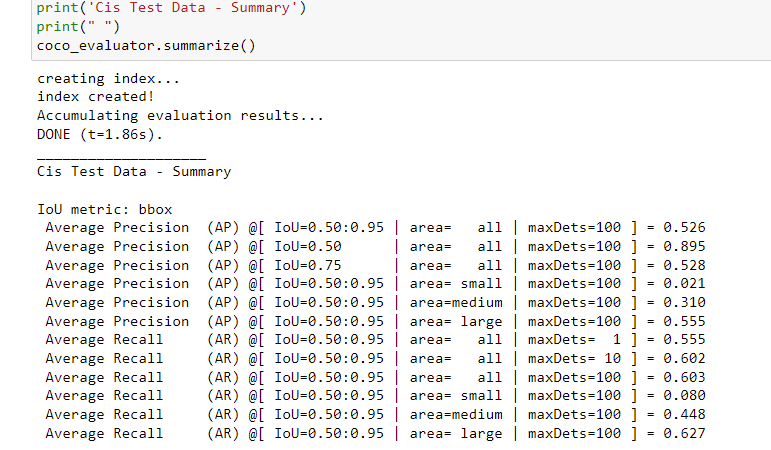 print('Cis Test Data - Summary')
print(" ")
coco_evaluator.summarize()
creating index...
index created!
Accumulating evaluation results...
DONE (t=1.86s).
____________________
Cis Test Data - Summary
IoU metric: bbox
 Average Precision  (AP) @[ IoU=0.50:0.95 | area=   all | maxDets=100 ] = 0.526
 Average Precision  (AP) @[ IoU=0.50      | area=   all | maxDets=100 ] = 0.895
 Average Precision  (AP) @[ IoU=0.75      | area=   all | maxDets=100 ] = 0.528
 Average Precision  (AP) @[ IoU=0.50:0.95 | area= small | maxDets=100 ] = 0.021
 Average Precision  (AP) @[ IoU=0.50:0.95 | area=medium | maxDets=100 ] = 0.310
 Average Precision  (AP) @[ IoU=0.50:0.95 | area= large | maxDets=100 ] = 0.555
 Average Recall     (AR) @[ IoU=0.50:0.95 | area=   all | maxDets=  1 ] = 0.555
 Average Recall     (AR) @[ IoU=0.50:0.95 | area=   all | maxDets= 10 ] = 0.602
 Average Recall     (AR) @[ IoU=0.50:0.95 | area=   all | maxDets=100 ] = 0.603
 Average Recall     (AR) @[ IoU=0.50:0.95 | area= small | maxDets=100 ] = 0.080
 Average Recall     (AR) @[ IoU=0.50:0.95 | area=medium | maxDets=100 ] = 0.448
 Average Recall     (AR) @[ IoU=0.50:0.95 | area= large | maxDets=100 ] = 0.627